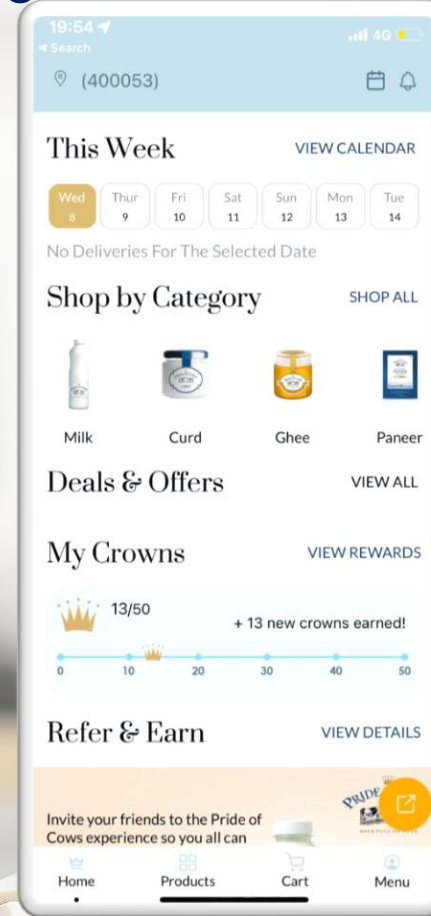 19:54
4G
Search
(400053)
This Week
VIEW CALENDAR
Wed Thur Fri Sat Sun Mon Tue
8 9 10 11 12 13 14
No Deliveries For The Selected Date
Shop by Category
SHOP ALL
Milk Curd Ghee Paneer
Deals & Offers
VIEW ALL
My Crowns
VIEW REWARDS
13/50
+ 13 new crowns earned!
0 10 20 30 40 50
Refer & Earn
VIEW DETAILS
Invite your friends to the Pride of
Cows experience so you all can
PRIDE
Home Products Cart Menu